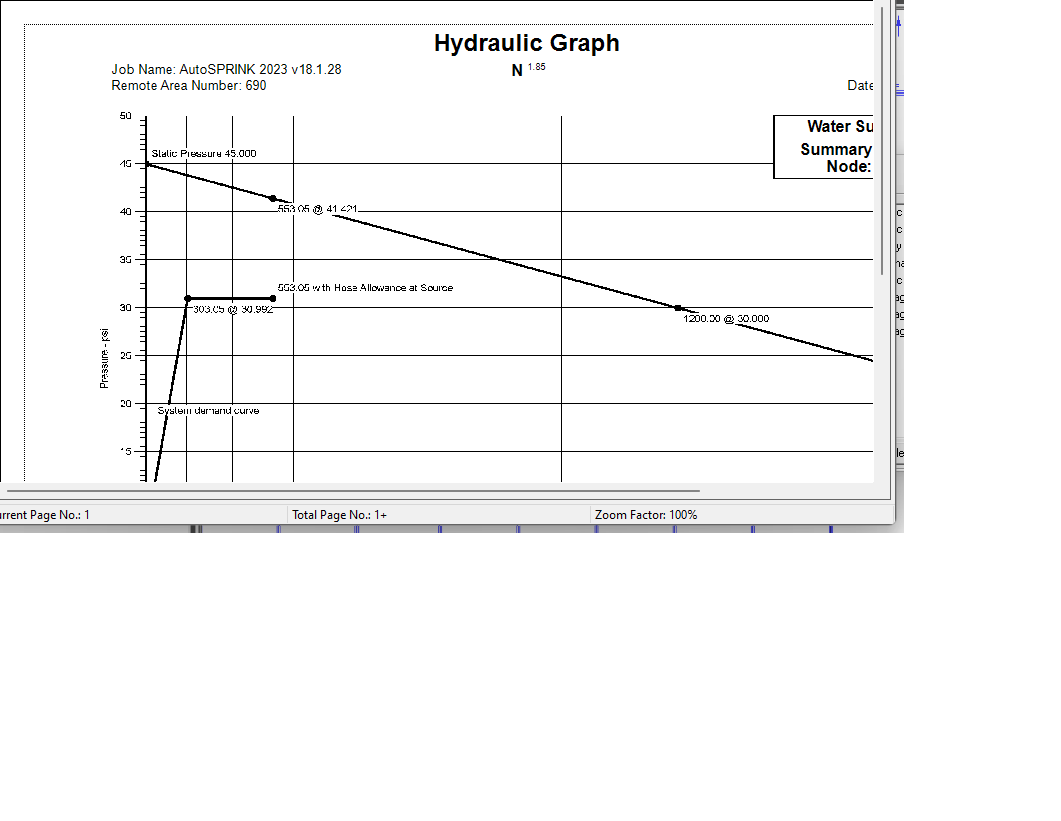 Hydraulic Graph
N 1.85
Job Name: AutoSPRINK 2023 v18.1.28
Remote Area Number: 690
Date
Water Su
Summary
Node:
50
Static Pressure 45.000
45
553.05 @ 41.421
40
35
553.05 with Hose Allowance at Source
30
303.05 @ 30.992
1200.00 @ 30.000
Pressure - psi
25
20
System demand curve
15
rrent Page No.: 1
Total Page No.: 1+
Zoom Factor: 100%